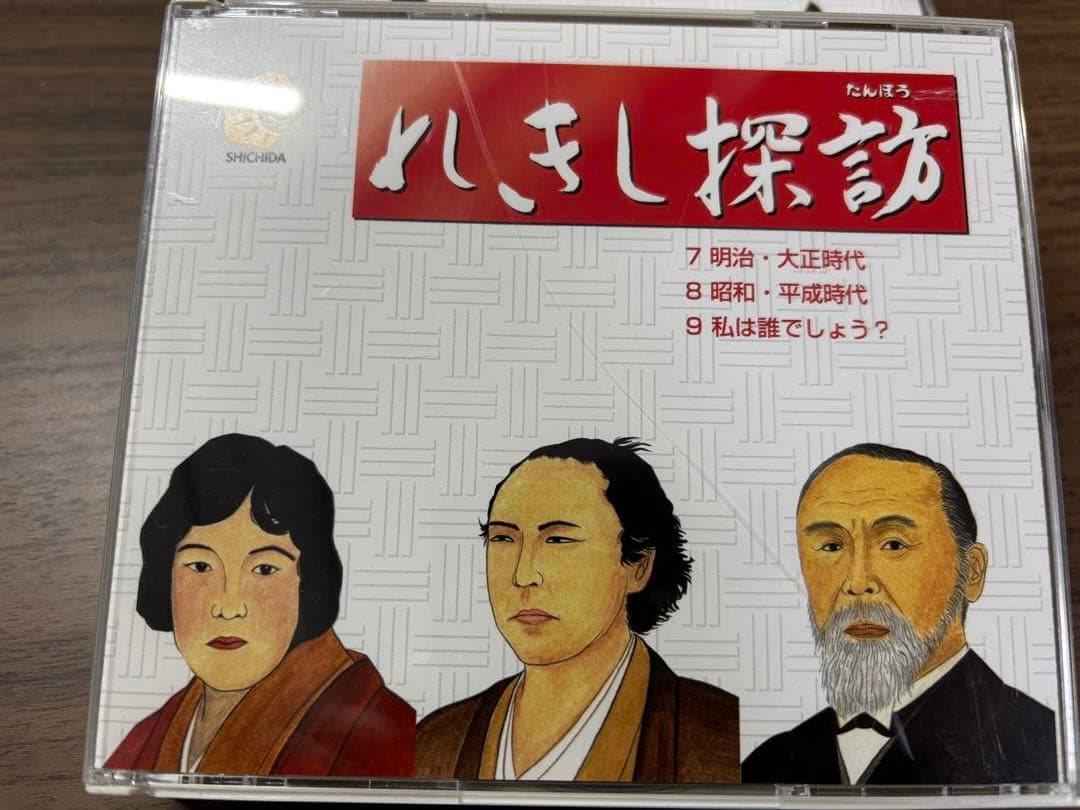 SHICHIDA
たんぼう
れきし探訪
7 明治・大正時代
8 昭和・平成時代
9 私は誰でしょう？